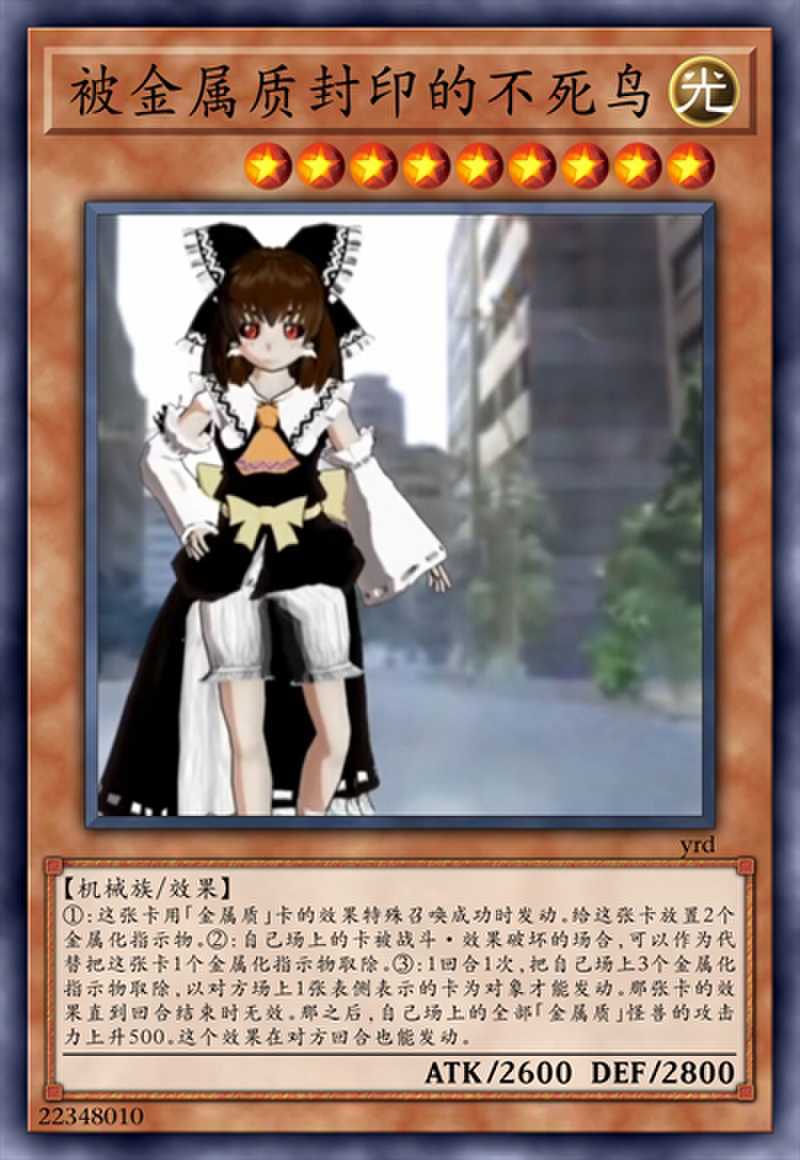 被金属质封印的不死鸟 光
yrd
【机械族/效果】
①:这张卡用「金属质」卡的效果特殊召唤成功时发动。给这张卡放置2个
金属化指示物。②:自己场上的卡被战斗·效果破坏的场合,可以作为代
替把这张卡1个金属化指示物取除。③:1回合1次,把自己场上3个金属化
指示物取除,以对方场上1张表侧表示的卡为对象才能发动。那张卡的效
果直到回合结束时无效。那之后,自己场上的全部「金属质」怪兽的攻击
力上升500。这个效果在对方回合也能发动。
ATK/2600 DEF/2800
22348010